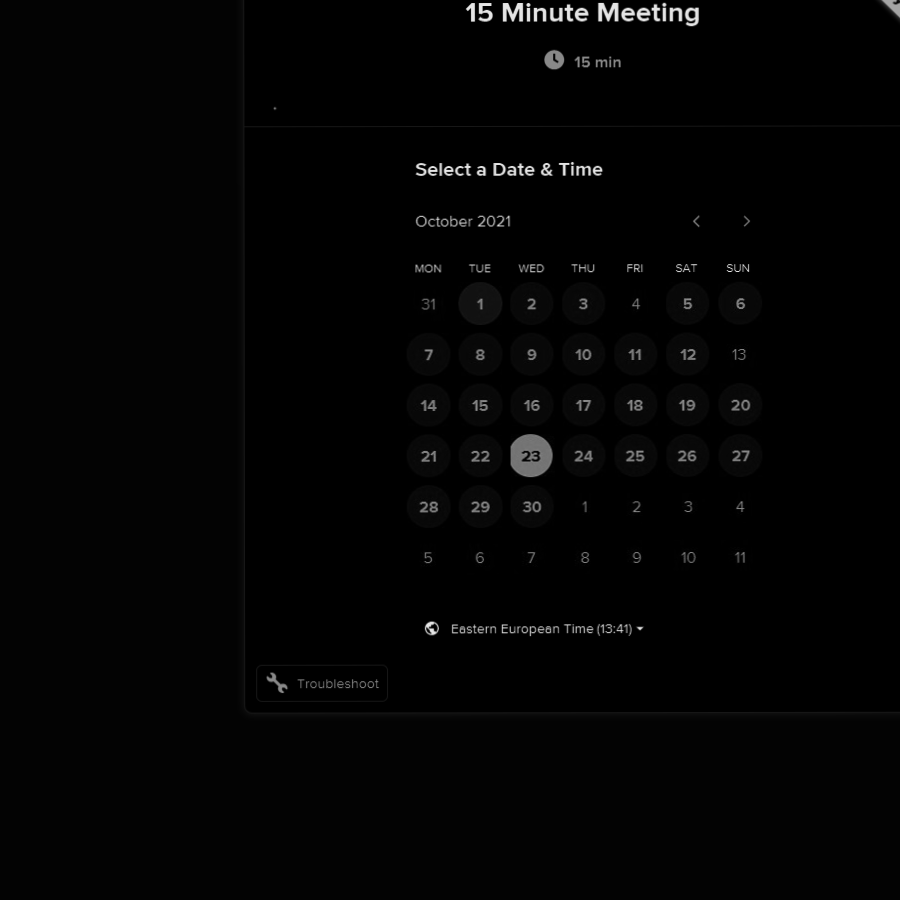 15 Minute Meeting
15 min
Select a Date & Time
October 2021
MON TUE WED THU FRI SAT SUN
31 1 2 3 4 5 6
7 8 9 10 11 12 13
14 15 16 17 18 19 20
21 22 23 24 25 26 27
28 29 30 1 2 3 4
5 6 7 8 9 10 11
Eastern European Time (13:41)
Troubleshoot